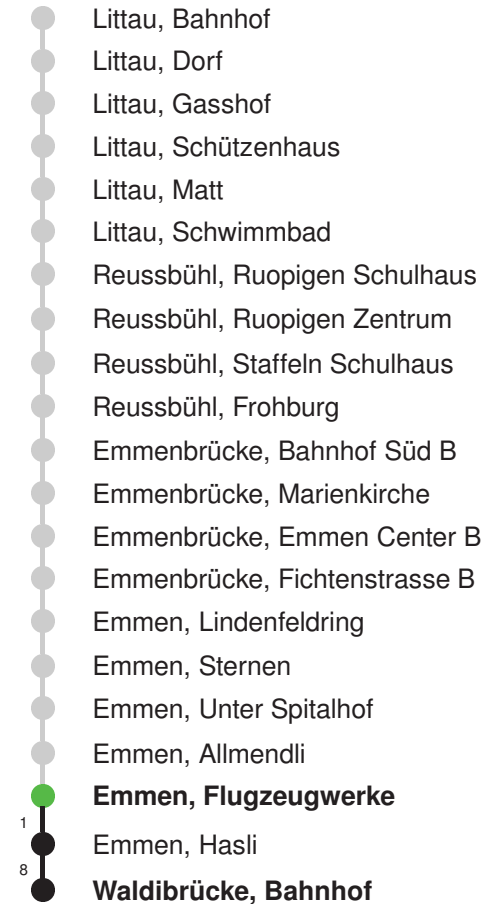 Littau, Bahnhof
Littau, Dorf
Littau, Gasshof
Littau, Schützenhaus
Littau, Matt
Littau, Schwimmbad
Reussbühl, Ruopigen Schulhaus
Reussbühl, Ruopigen Zentrum
Reussbühl, Staffeln Schulhaus
Reussbühl, Frohburg
Emmenbrücke, Bahnhof Süd B
Emmenbrücke, Marienkirche
Emmenbrücke, Emmen Center B
Emmenbrücke, Fichtenstrasse B
Emmen, Lindenfeldring
Emmen, Sternen
Emmen, Unter Spitalhof
Emmen, Allmendli
Emmen, Flugzeugwerke
1
Emmen, Hasli
8
Waldibrücke, Bahnhof